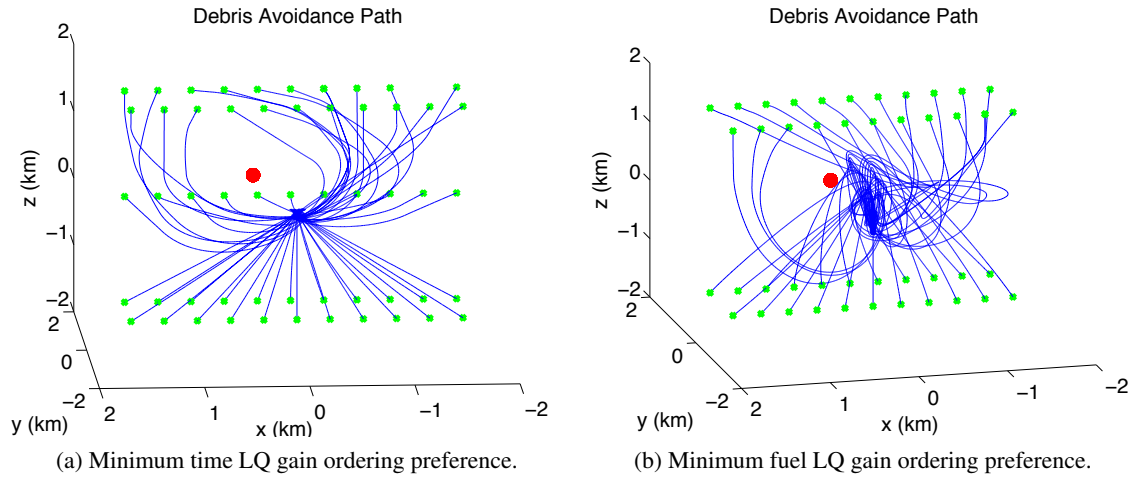 Debris Avoidance Path
2
1
0
−1
−2
z (km)
2
0
−2
y (km)
2
1
0
−1
−2
x (km)
(a) Minimum time LQ gain ordering preference.
Debris Avoidance Path
2
1
0
−1
−2
z (km)
2
0
−2
y (km)
2
1
0
−1
−2
x (km)
(b) Minimum fuel LQ gain ordering preference.